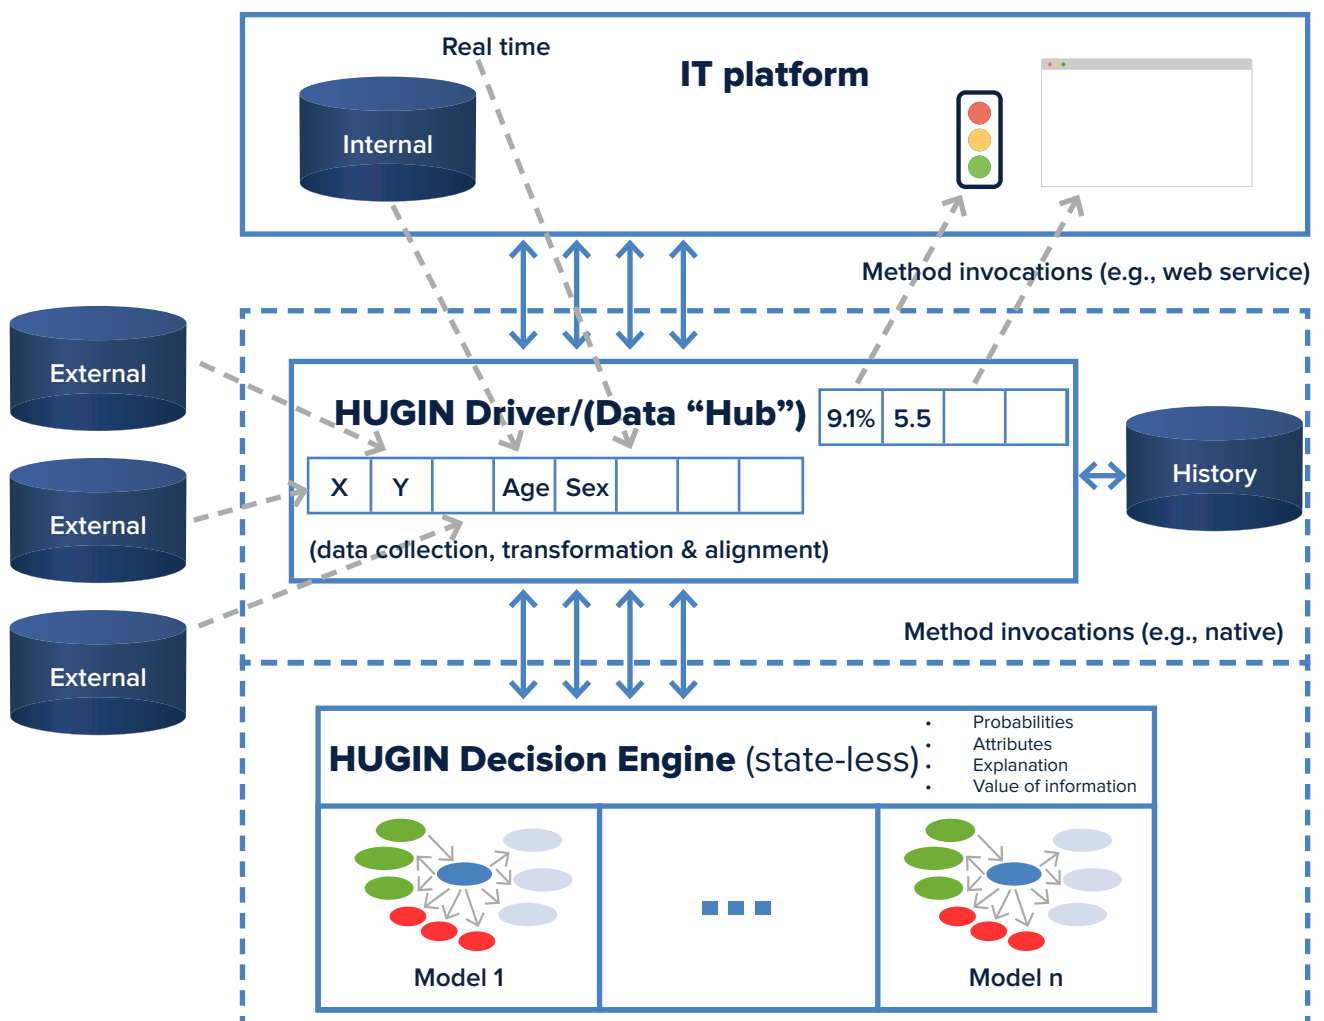 Real time
IT platform
Internal
Method invocations (e.g., web service)
External
HUGIN Driver/(Data “Hub”)
9.1% 5.5
X Y Age Sex
History
External
(data collection, transformation & alignment)
Method invocations (e.g., native)
External
HUGIN Decision Engine (state-less)
• Probabilities
• Attributes
• Explanation
• Value of information
Model 1
Model n